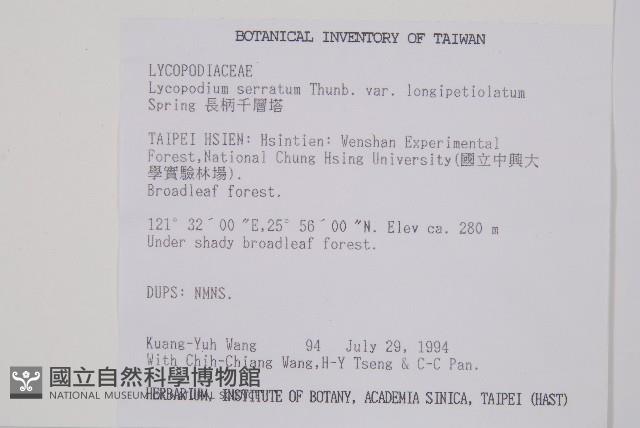 BOTANICAL INVENTORY OF TAIWAN
LYCOPODIACEAE
Lycopodium serratum Thunb. var. longipetiolatum
Spring 長柄千層塔
TAIPEI HSIEN: Hsintien: Wenshan Experimental
Forest,National Chung Hsing University(國立中興大
學實驗林場).
Broadleaf forest.
121° 32´00 "E,25° 56´00 "N. Elev ca. 280 m
Under shady broadleaf forest.
DUPS: NMNS.
Kuang-Yuh Wang 94 July 29, 1994
With Chih-Chiang Wang,H-Y Tseng & C-C Pan.
國立自然科學博物館
NATIONAL MUSEUM OF NATURAL SCIENCE
HERBARIUM, INSTITUTE OF BOTANY, ACADEMIA SINICA, TAIPEI (HAST)